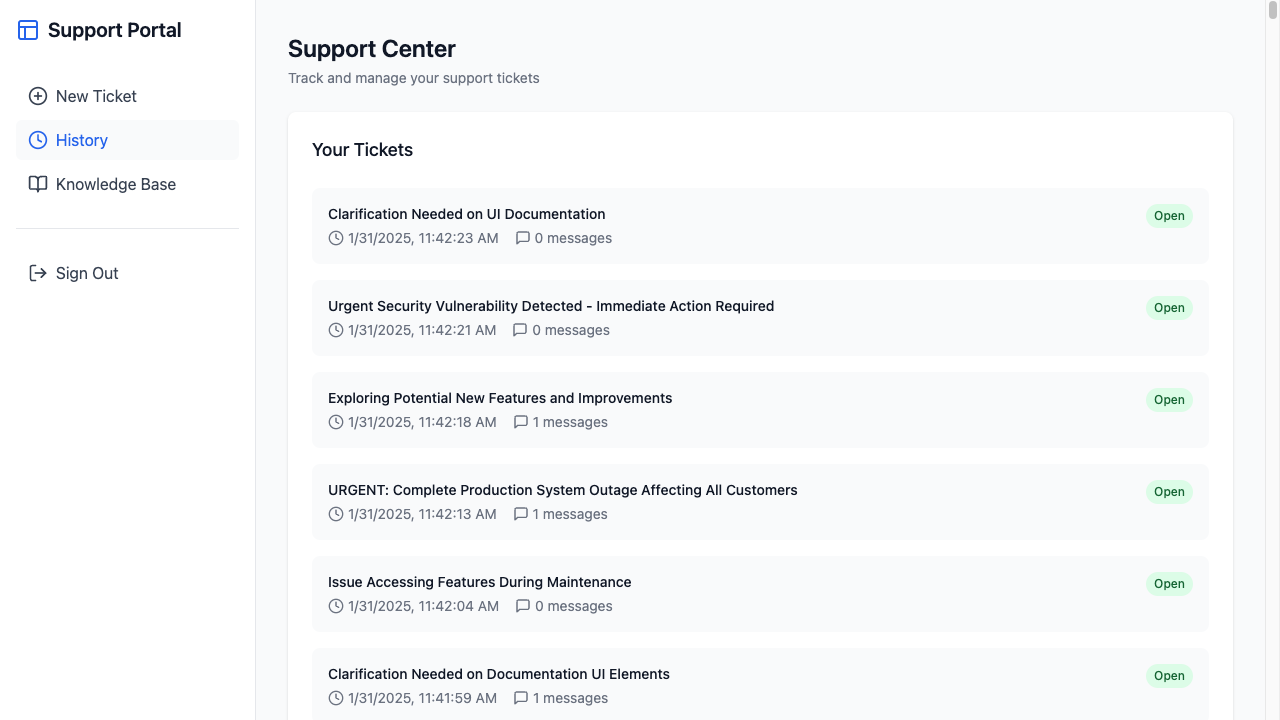 Support Portal
New Ticket
History
Knowledge Base
Sign Out
Support Center
Track and manage your support tickets
Your Tickets
Clarification Needed on UI Documentation
Open
1/31/2025, 11:42:23 AM 0 messages
Urgent Security Vulnerability Detected - Immediate Action Required
Open
1/31/2025, 11:42:21 AM 0 messages
Exploring Potential New Features and Improvements
Open
1/31/2025, 11:42:18 AM 1 messages
URGENT: Complete Production System Outage Affecting All Customers
Open
1/31/2025, 11:42:13 AM 1 messages
Issue Accessing Features During Maintenance
Open
1/31/2025, 11:42:04 AM 0 messages
Clarification Needed on Documentation UI Elements
Open
1/31/2025, 11:41:59 AM 1 messages